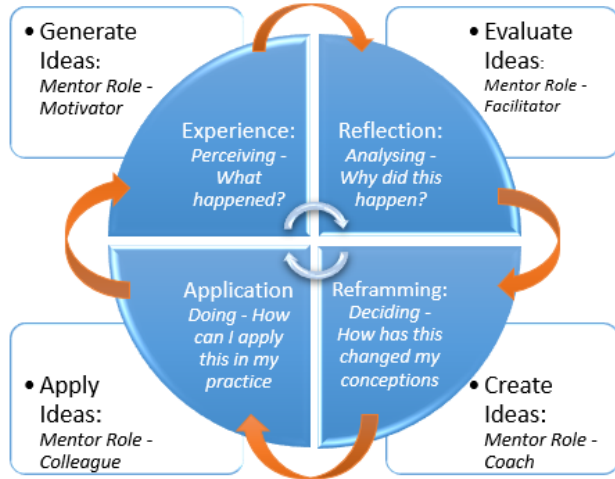 • Generate
Ideas:
Mentor Role -
Motivator
• Evaluate
Ideas:
Mentor Role -
Facilitator
Experience:
Perceiving -
What
happened?
Reflection:
Analysing -
Why did this
happen?
Application
Doing - How
can I apply
this in my
practice
Reframming:
Deciding -
How has this
changed my
conceptions
• Apply
Ideas:
Mentor Role -
Colleague
• Create
Ideas:
Mentor Role -
Coach